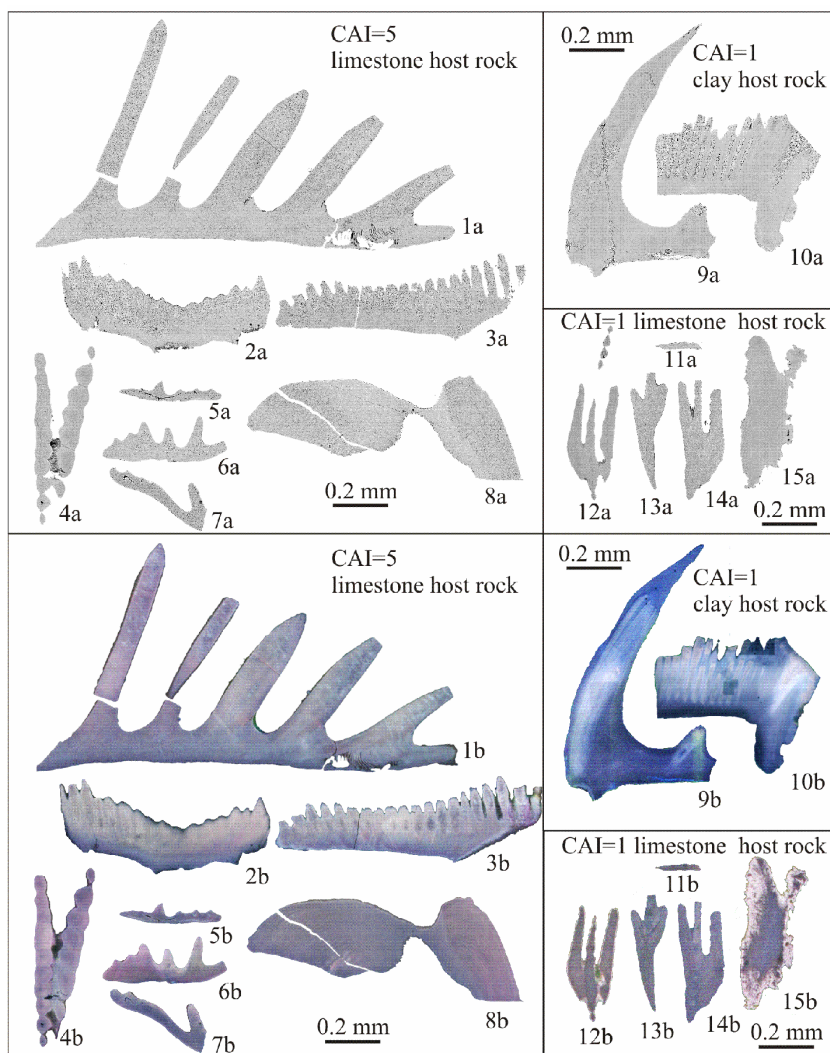 CAI=5
limestone host rock
1a
2a
3a
4a
5a
6a
7a
8a
0.2 mm
0.2 mm
CAI=1
clay host rock
9a
10a
CAI=1 limestone host rock
11a
12a
13a
14a
15a
0.2 mm
CAI=5
limestone host rock
1b
2b
3b
4b
5b
6b
7b
8b
0.2 mm
0.2 mm
CAI=1
clay host rock
9b
10b
CAI=1 limestone host rock
11b
12b
13b
14b
15b
0.2 mm